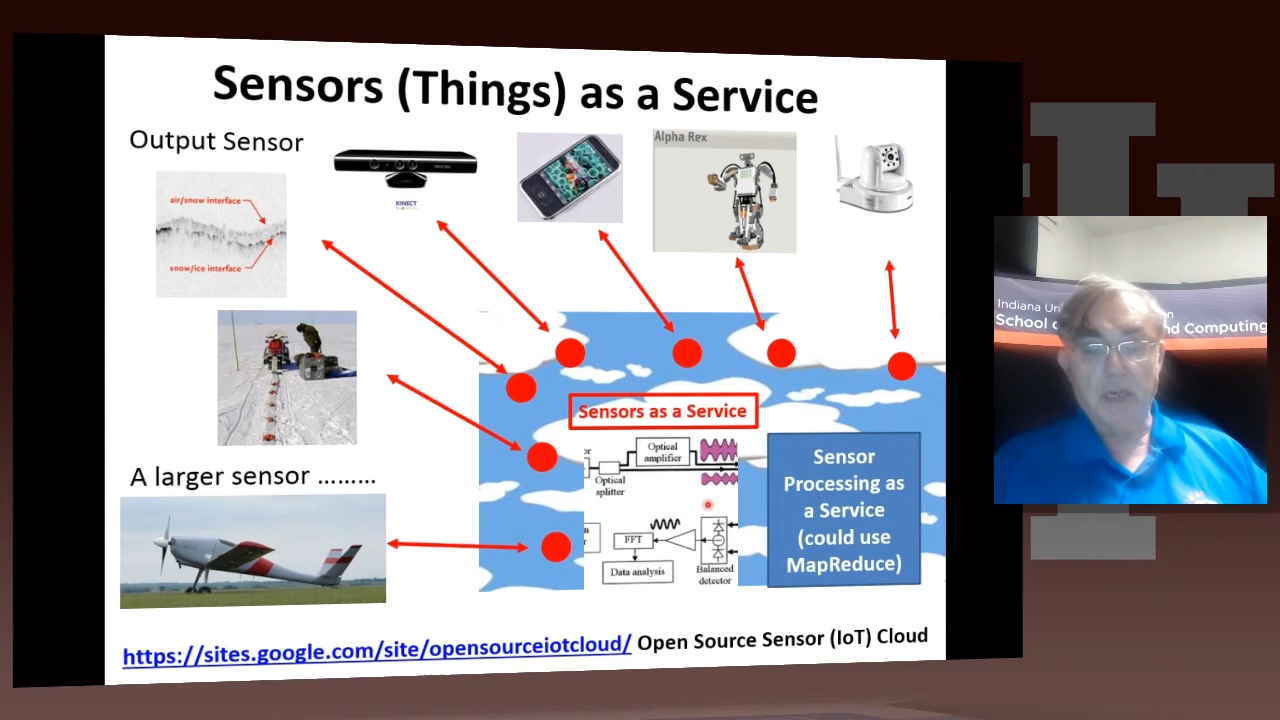 Sensors (Things) as a Service
Output Sensor
air/snow interface
snow/ice interface
KINECT
Alpha Rex
A larger sensor .........
Sensors as a Service
Optical
amplifier
Optical
splitter
FFT
Data analysis
Balanced
detector
Sensor
Processing as
a Service
(could use
MapReduce)
https://sites.google.com/site/opensourceiotcloud/ Open Source Sensor (IoT) Cloud
Indiana Un
School o
nd Computing